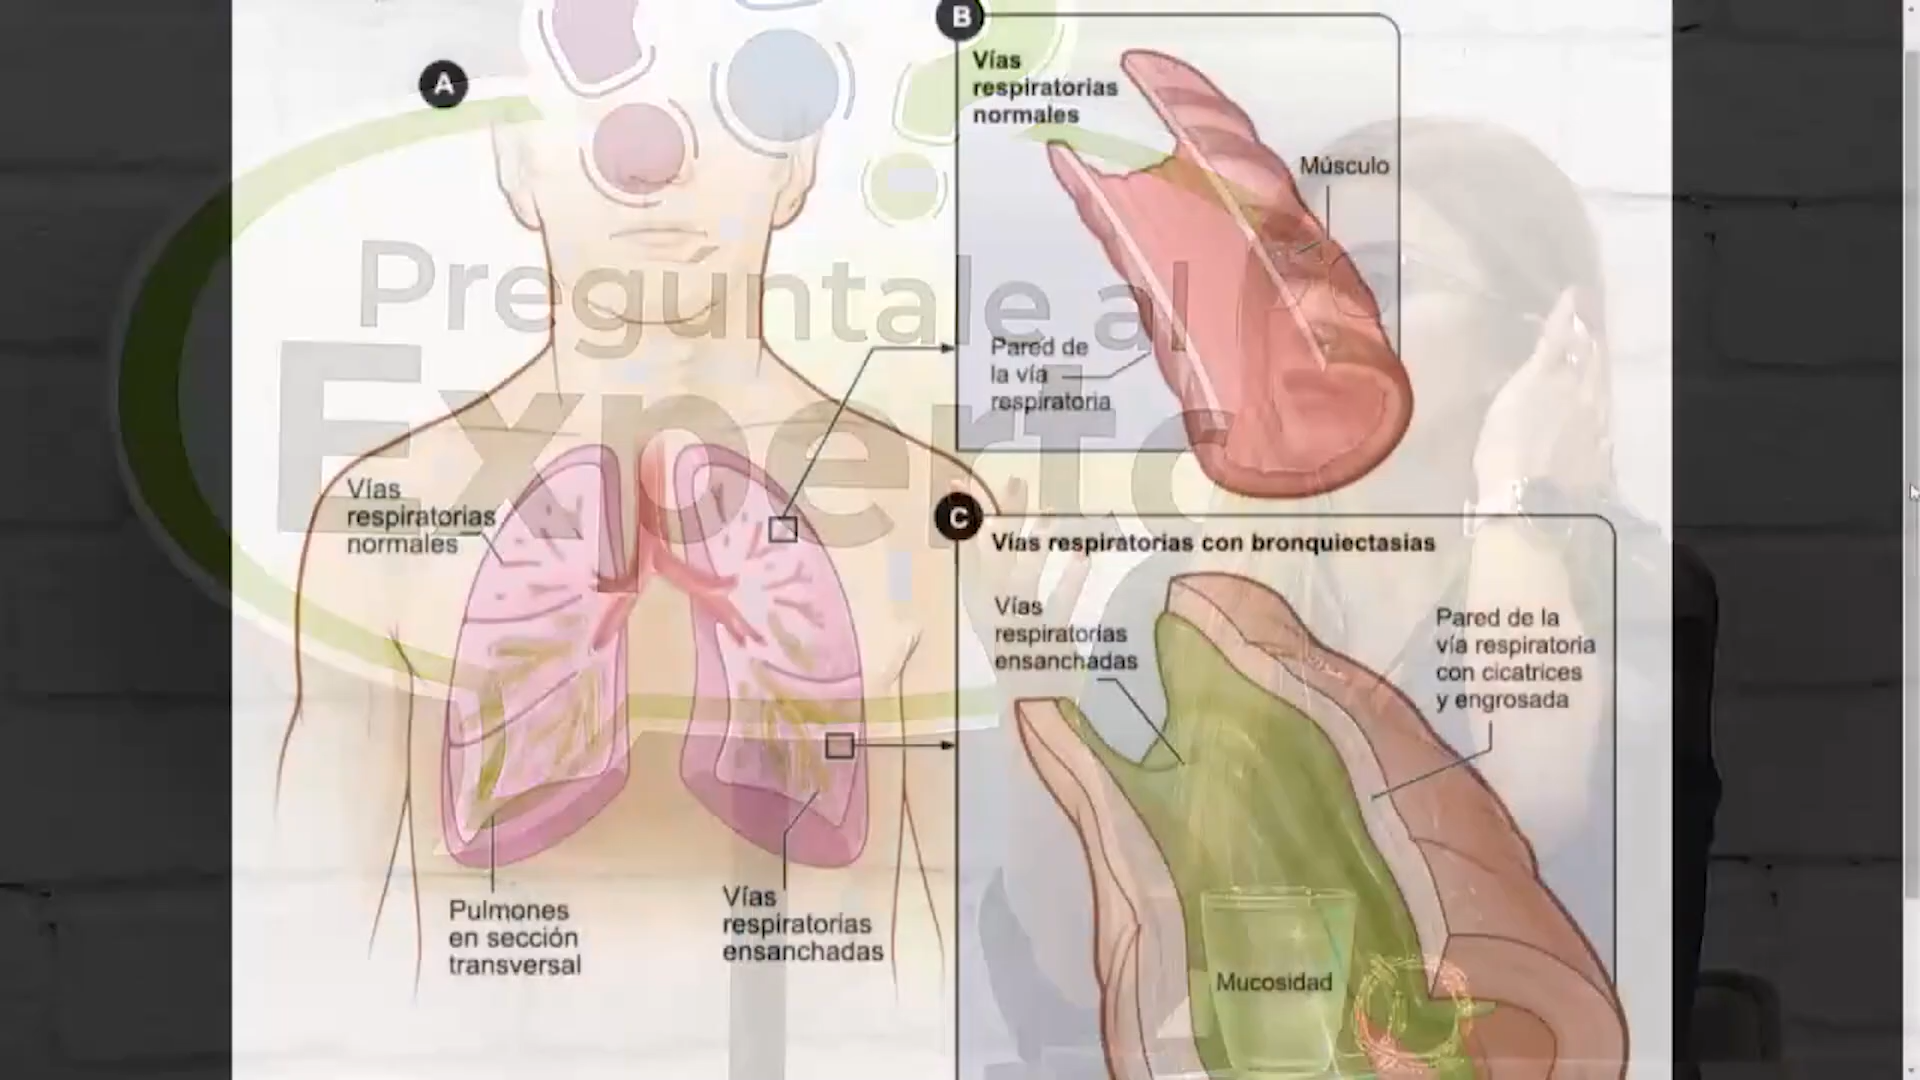 A
Vías
respiratorias
normales
Pulmones
en sección
transversal
Vías
respiratorias
ensanchadas
B
Vías
respiratorias
normales
Músculo
Pared de
la vía
respiratoria
C
Vías respiratorias con bronquiectasias
Vías
respiratorias
ensanchadas
Pared de la
vía respiratoria
con cicatrices
y engrosada
Mucosidad
Preguntale al
Experto